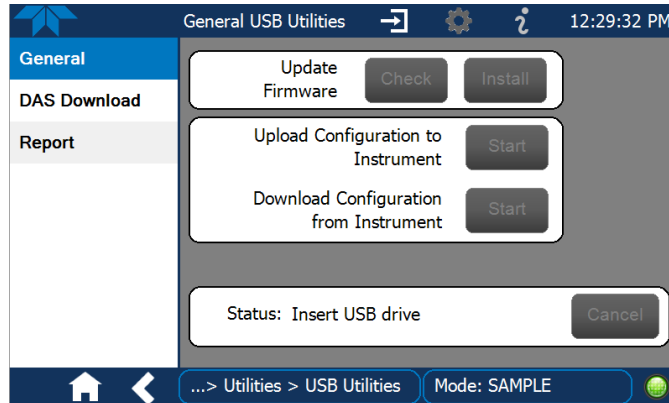 General USB Utilities
12:29:32 PM
General
DAS Download
Report
Update
Firmware
Check
Install
Upload Configuration to
Instrument
Start
Download Configuration
from Instrument
Start
Status: Insert USB drive
Cancel
...> Utilities > USB Utilities
Mode: SAMPLE